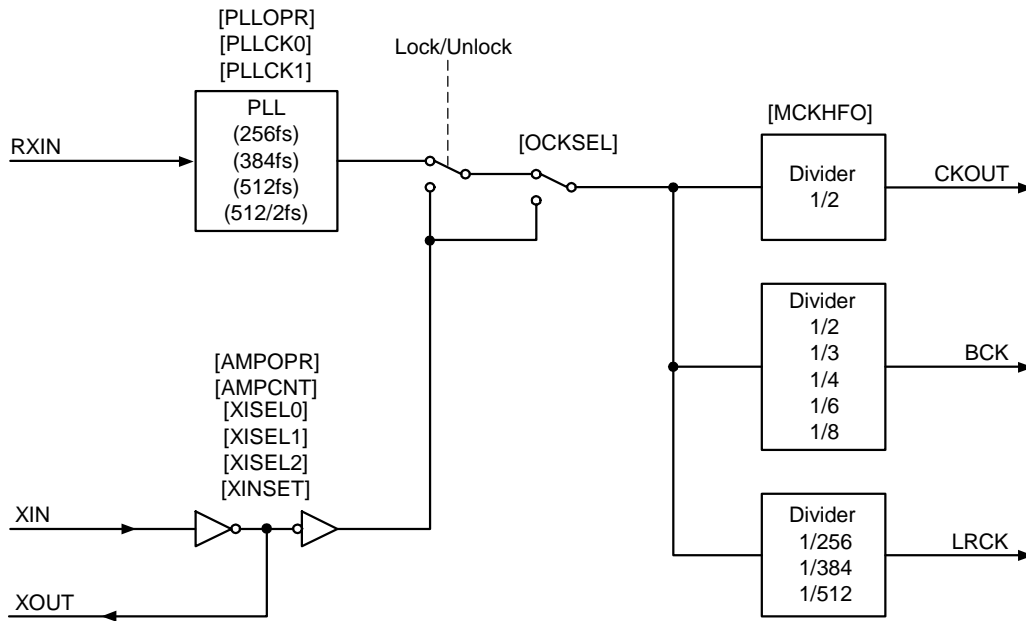 [PLLOPR]
[PLLCK0]
[PLLCK1]
Lock/Unlock
PLL
(256fs)
(384fs)
(512fs)
(512/2fs)
RXIN
[OCKSEL]
[MCKHFO]
Divider
1/2
CKOUT
Divider
1/2
1/3
1/4
1/6
1/8
BCK
[AMPOPR]
[AMPCNT]
[XISEL0]
[XISEL1]
[XISEL2]
[XINSET]
XIN
XOUT
Divider
1/256
1/384
1/512
LRCK